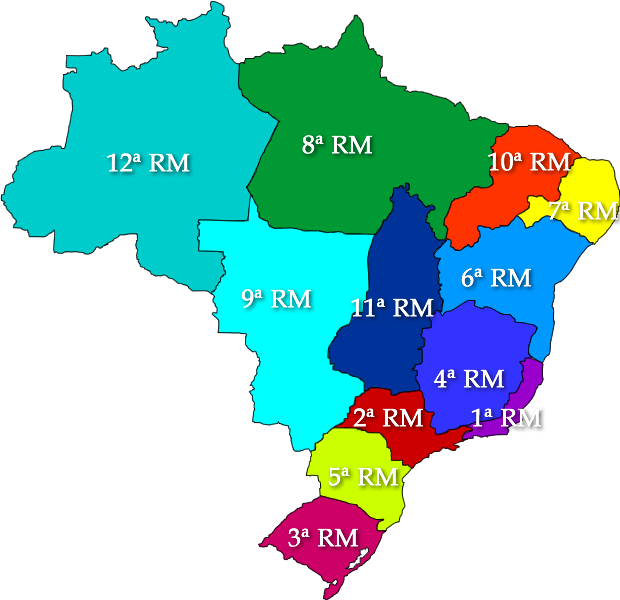 8ª RM
12ª RM
10ª RM
7ª RM
6ª RM
9ª RM
11ª RM
4ª RM
2ª RM
1ª RM
5ª RM
3ª RM